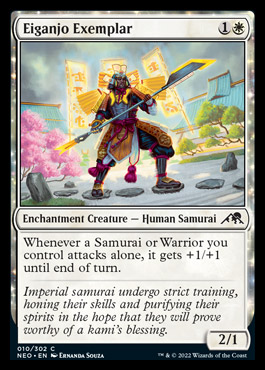 Eiganjo Exemplar 1
Enchantment Creature — Human Samurai
Whenever a Samurai or Warrior you
control attacks alone, it gets +1/+1
until end of turn.
Imperial samurai undergo strict training,
honing their skills and purifying their
spirits in the hope that they will prove
worthy of a kami's blessing.
2/1
010/302 C
NEO • EN Ernanda Souza
™ & © 2022 Wizards of the Coast